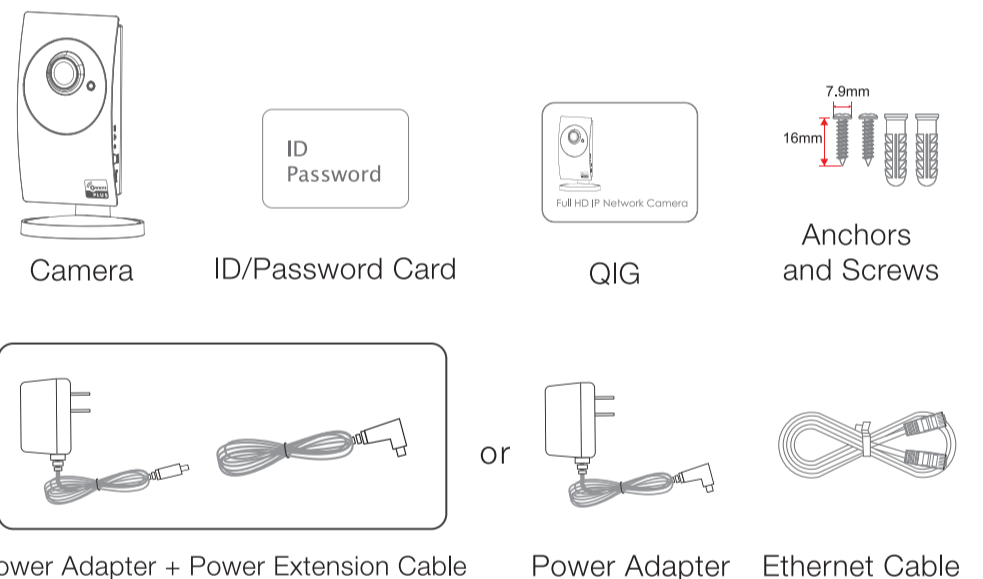 7.9mm
16mm
ID
Password
PLUS
Full HD IP Network Camera
Camera
ID/Password Card
QIG
Anchors
and Screws
or
Adapter + Power Extension Cable
Power Adapter
Ethernet Cable